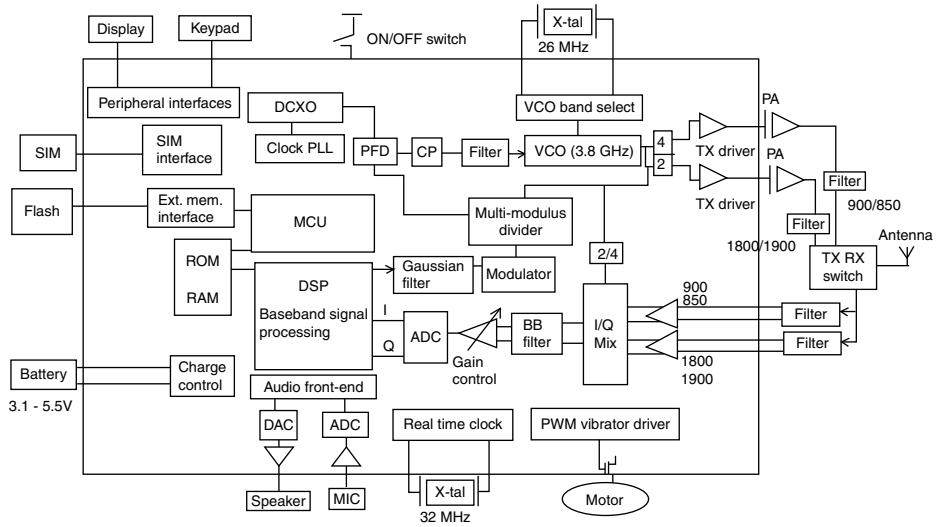 Display
Keypad
ON/OFF switch
X-tal
26 MHz
Peripheral interfaces
DCXO
VCO band select
PA
SIM
SIM
interface
Clock PLL
PFD
CP
Filter
VCO (3.8 GHz)
4
2
TX driver
PA
Filter
900/850
Flash
Ext. mem.
interface
MCU
Multi-modulus
divider
TX driver
Filter
1800/1900
Antenna
ROM
RAM
DSP
Baseband signal
processing
Gaussian
filter
Modulator
2/4
TX RX
switch
I
Q
ADC
Gain
control
BB
filter
I/Q
Mix
900
850
Filter
Filter
1800
1900
Battery
3.1 - 5.5V
Charge
control
Audio front-end
DAC
ADC
Real time clock
PWM vibrator driver
Speaker
MIC
X-tal
32 MHz
Motor